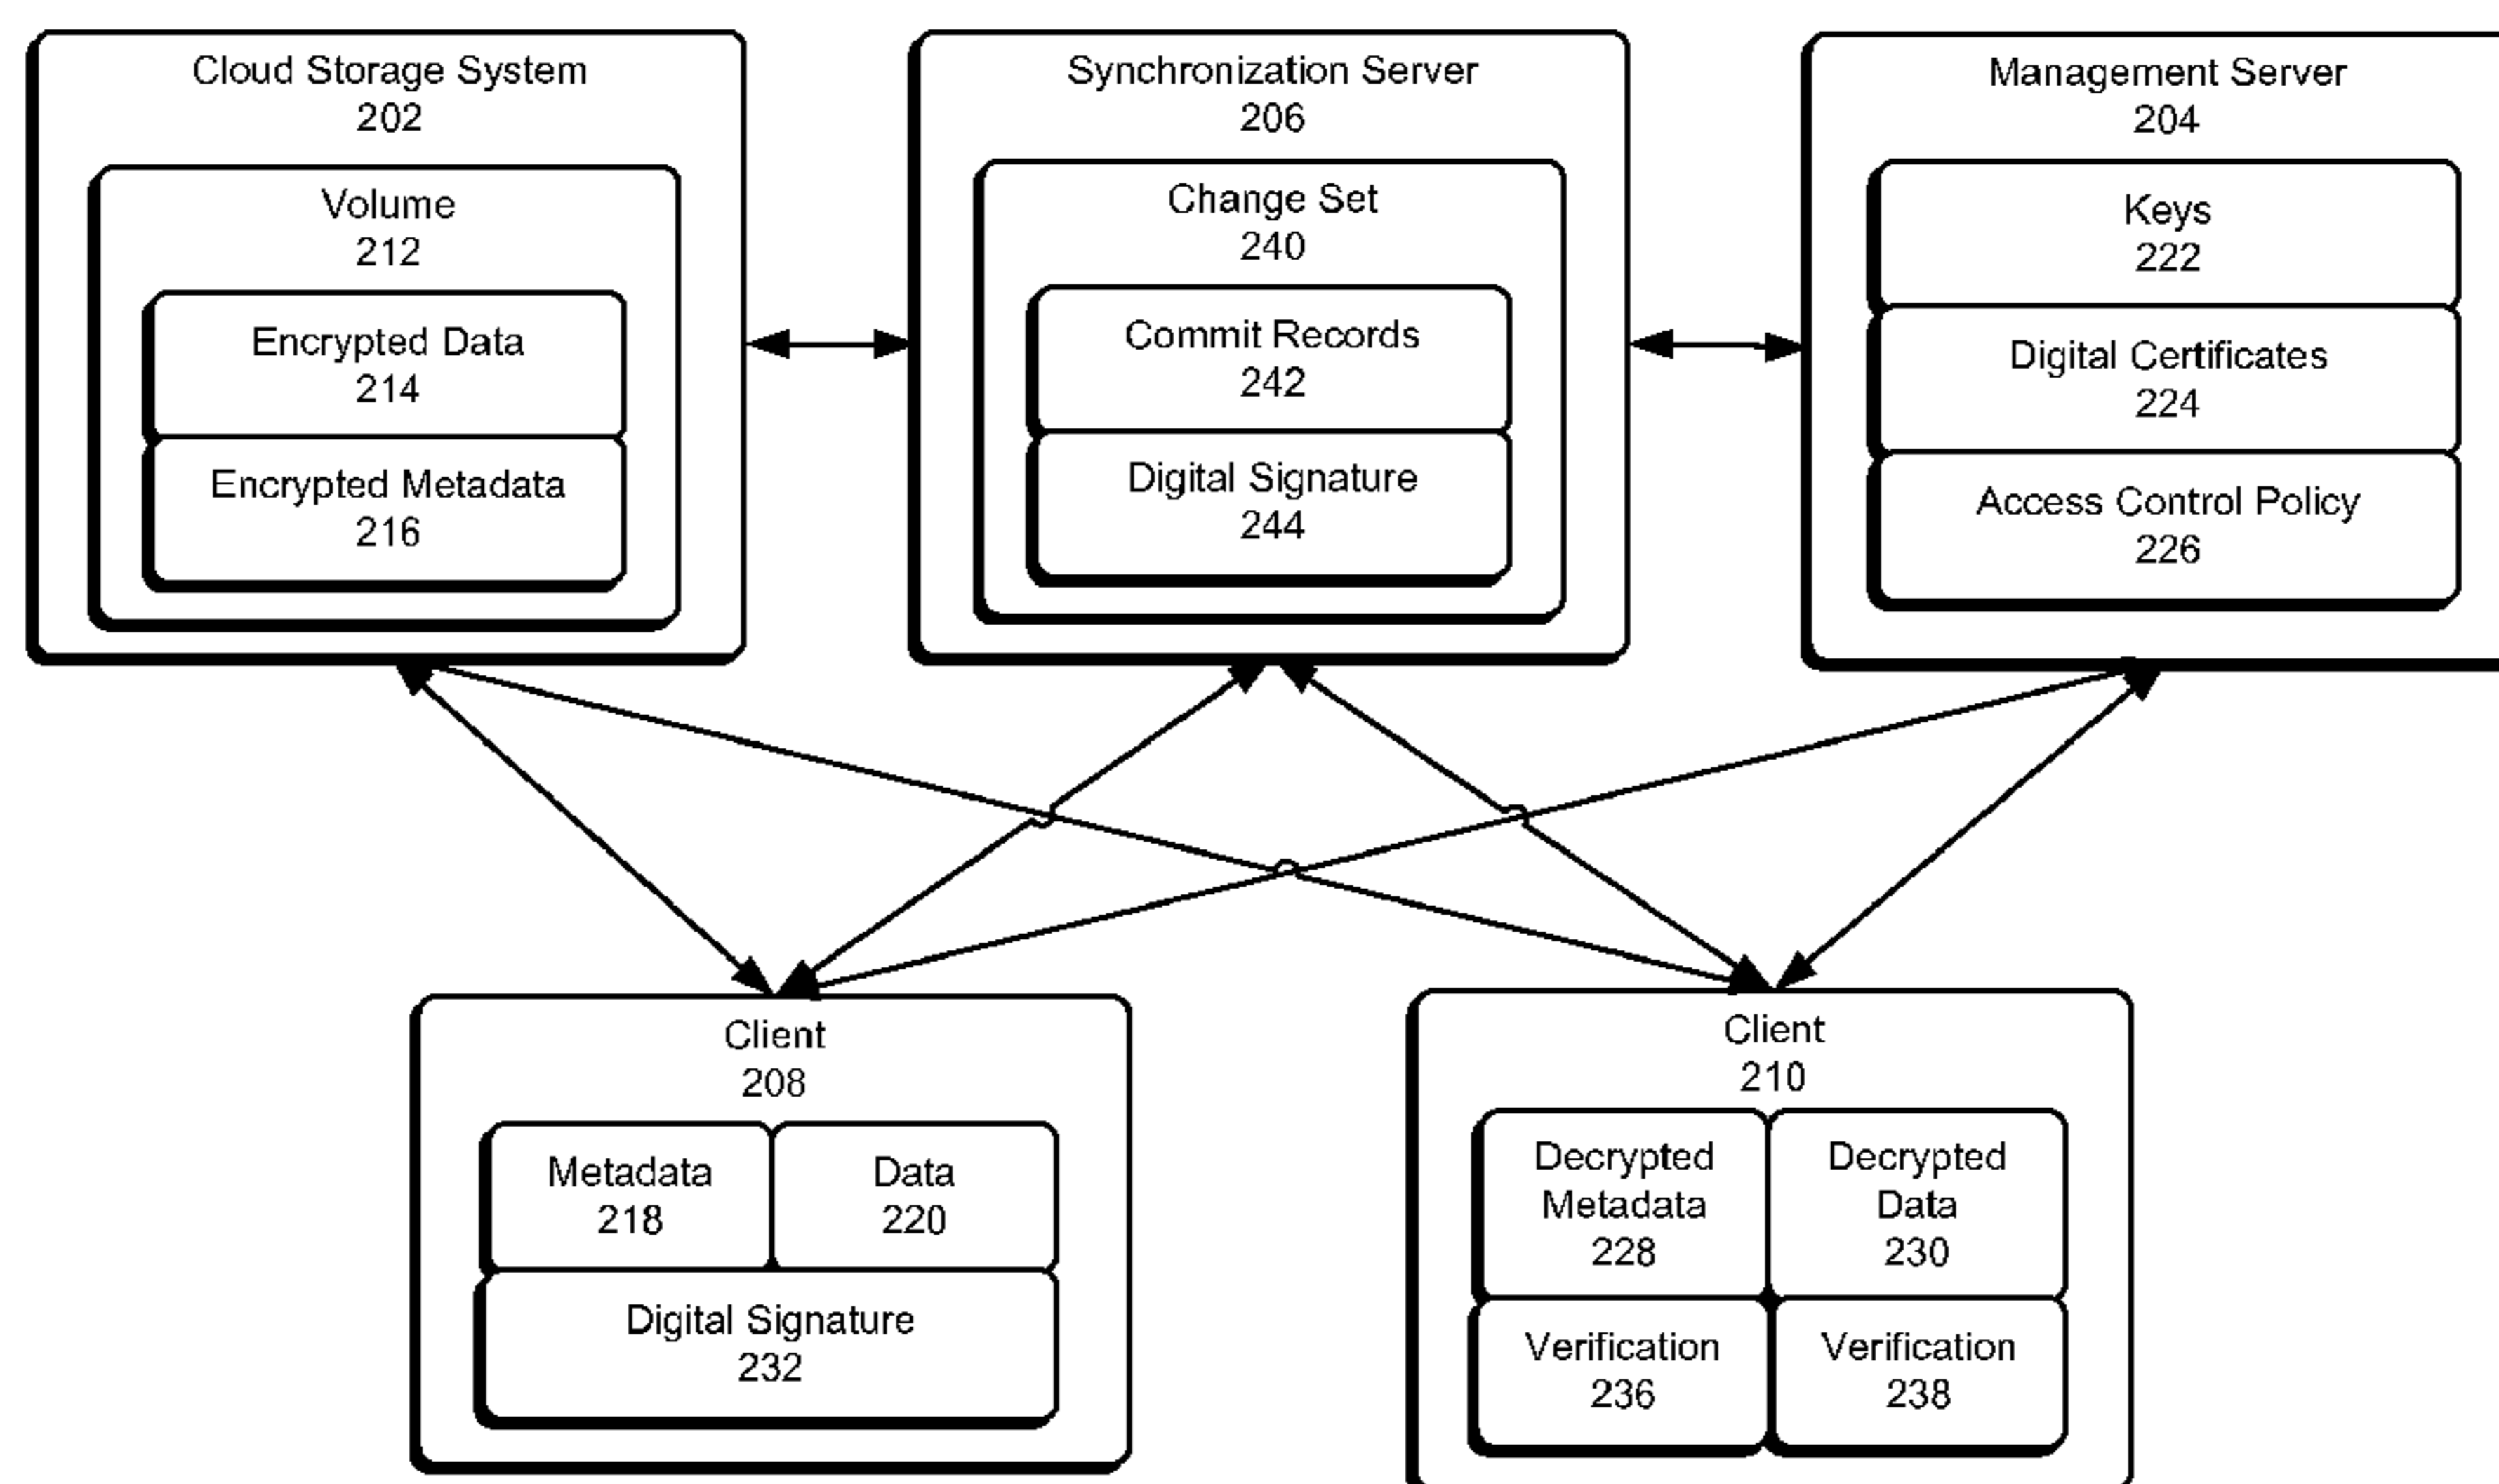 Cloud Storage System
202
Volume
212
Encrypted Data
214
Encrypted Metadata
216
Synchronization Server
206
Change Set
240
Commit Records
242
Digital Signature
244
Management Server
204
Keys
222
Digital Certificates
224
Access Control Policy
226
Client
208
Metadata
218
Data
220
Digital Signature
232
Client
210
Decrypted
Metadata
228
Decrypted
Data
230
Verification
236
Verification
238